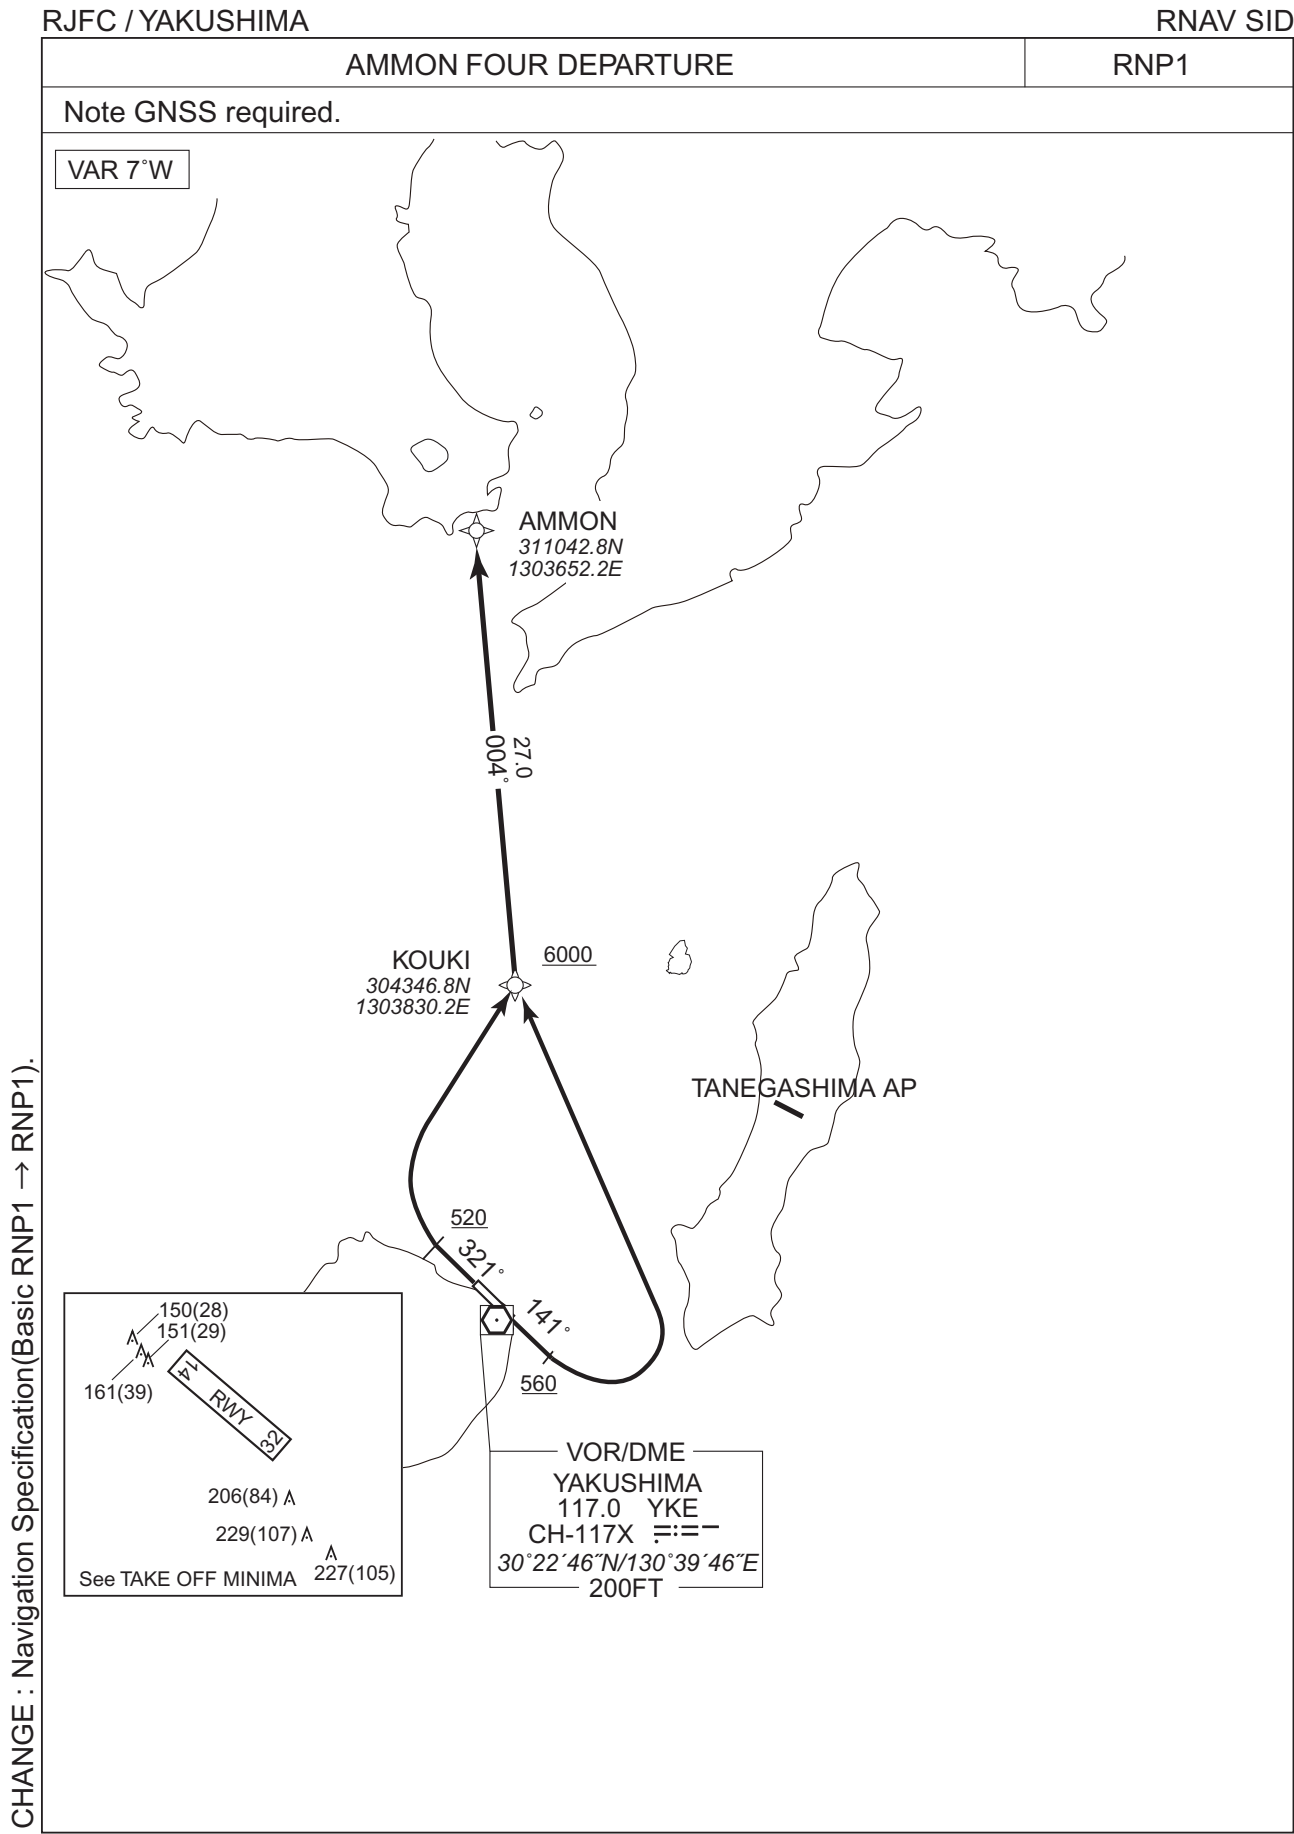 RJFC / YAKUSHIMA
RNAV SID
AMMON FOUR DEPARTURE
RNP1
Note GNSS required.
VAR 7˚W
AMMON
311042.8N
1303652.2E
27.0
004˚
KOUKI
304346.8N
1303830.2E
6000
TANEGASHIMA AP
520
321˚
141˚
560
150(28)
151(29)
161(39)
14
RWY
32
206(84)
229(107)
227(105)
See TAKE OFF MINIMA
VOR/DME
YAKUSHIMA
117.0 YKE
CH-117X
30˚22´46˝N/130˚39´46˝E
200FT
CHANGE : Navigation Specification(Basic RNP1 → RNP1).